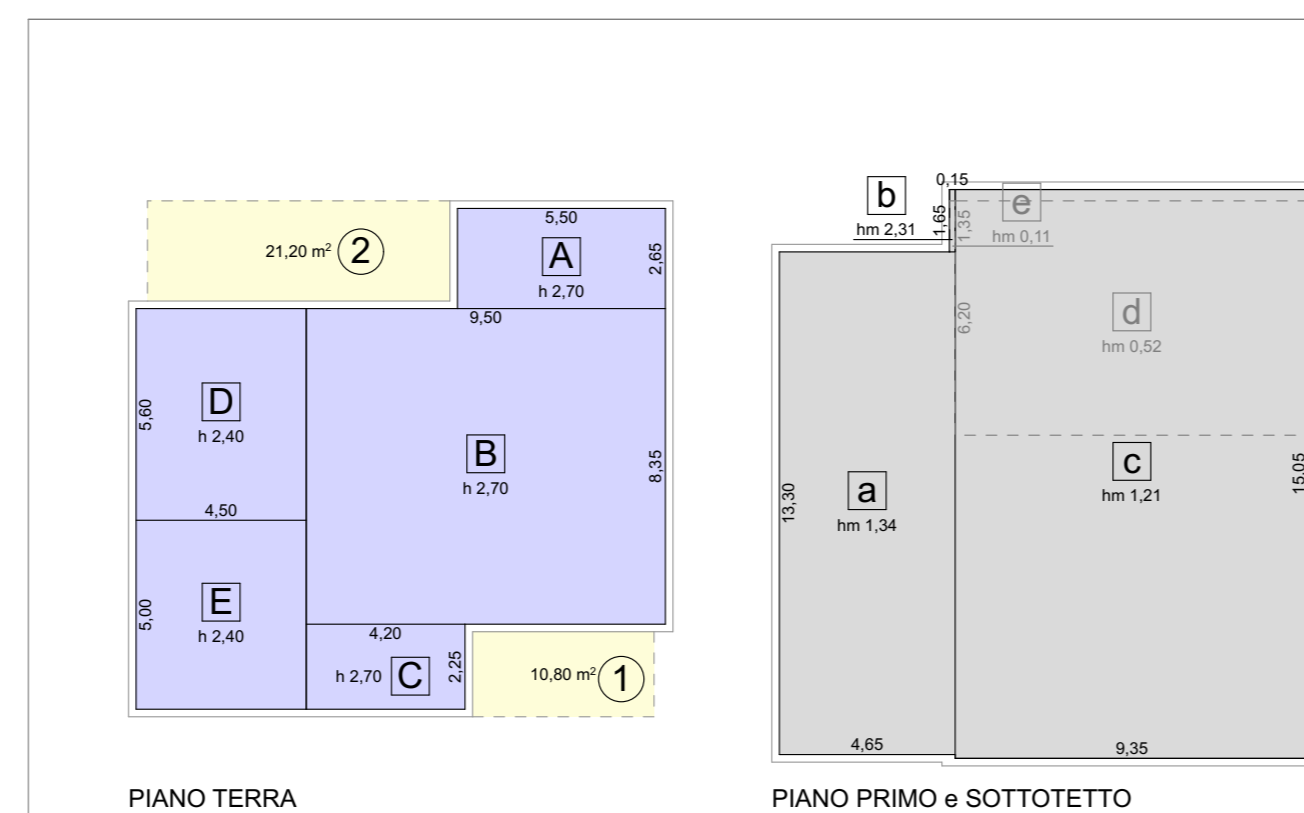 21,20 m² 2
5,50
A
h 2,70
2,65
9,50
D
h 2,40
5,60
B
h 2,70
8,35
4,50
E
h 2,40
5,00
4,20
h 2,70 C
2,25
10,80 m² 1
PIANO TERRA
0,15
b
hm 2,31
1,65
1,35
e
hm 0,11
6,20
d
hm 0,52
c
hm 1,21
15,05
a
hm 1,34
13,30
4,65
9,35
PIANO PRIMO e SOTTOTETTO